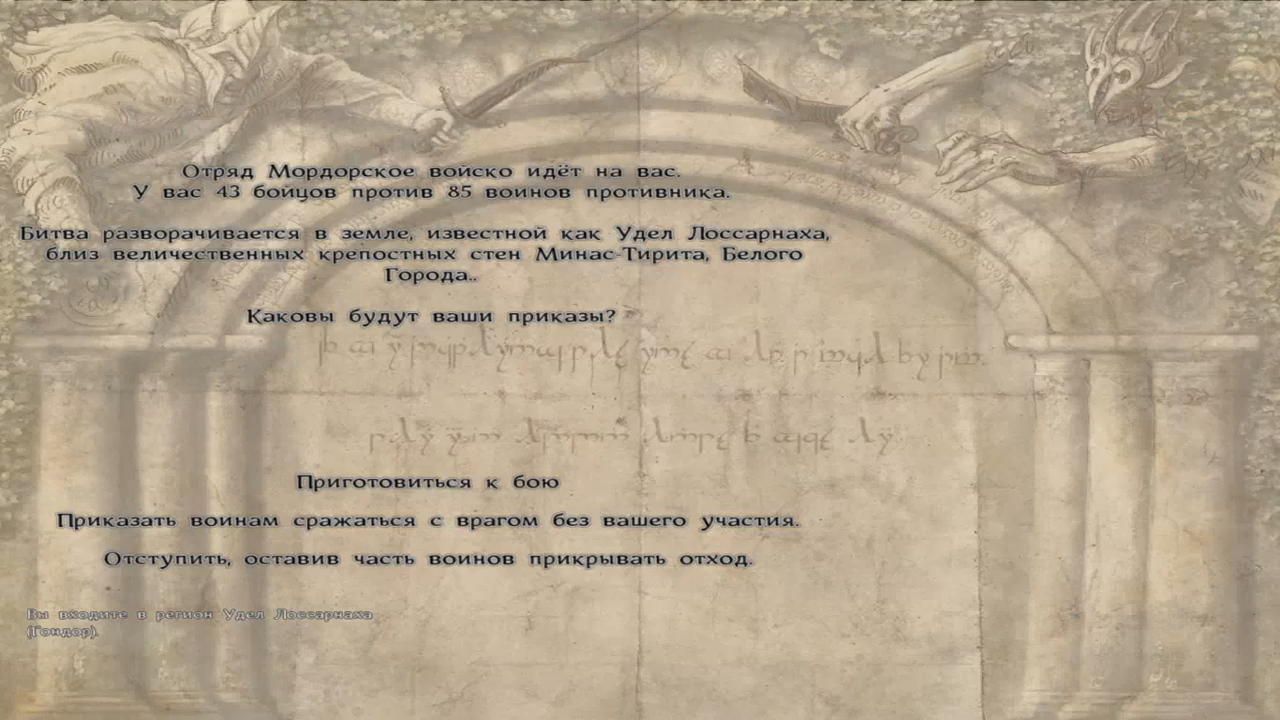 Отряд Мордорское войско идёт на вас.
У вас 43 бойцов против 85 воинов противника.
Битва разворачивается в земле, известной как Удел Лоссарнаха,
близ величественных крепостных стен Минас-Тирита, Белого
Города..
Каковы будут ваши приказы?
Приготовиться к бою
Приказать воинам сражаться с врагом без вашего участия.
Отступить, оставив часть воинов прикрывать отход.
Вы входите в регион Удел Лоссарнаха
(Гондор).